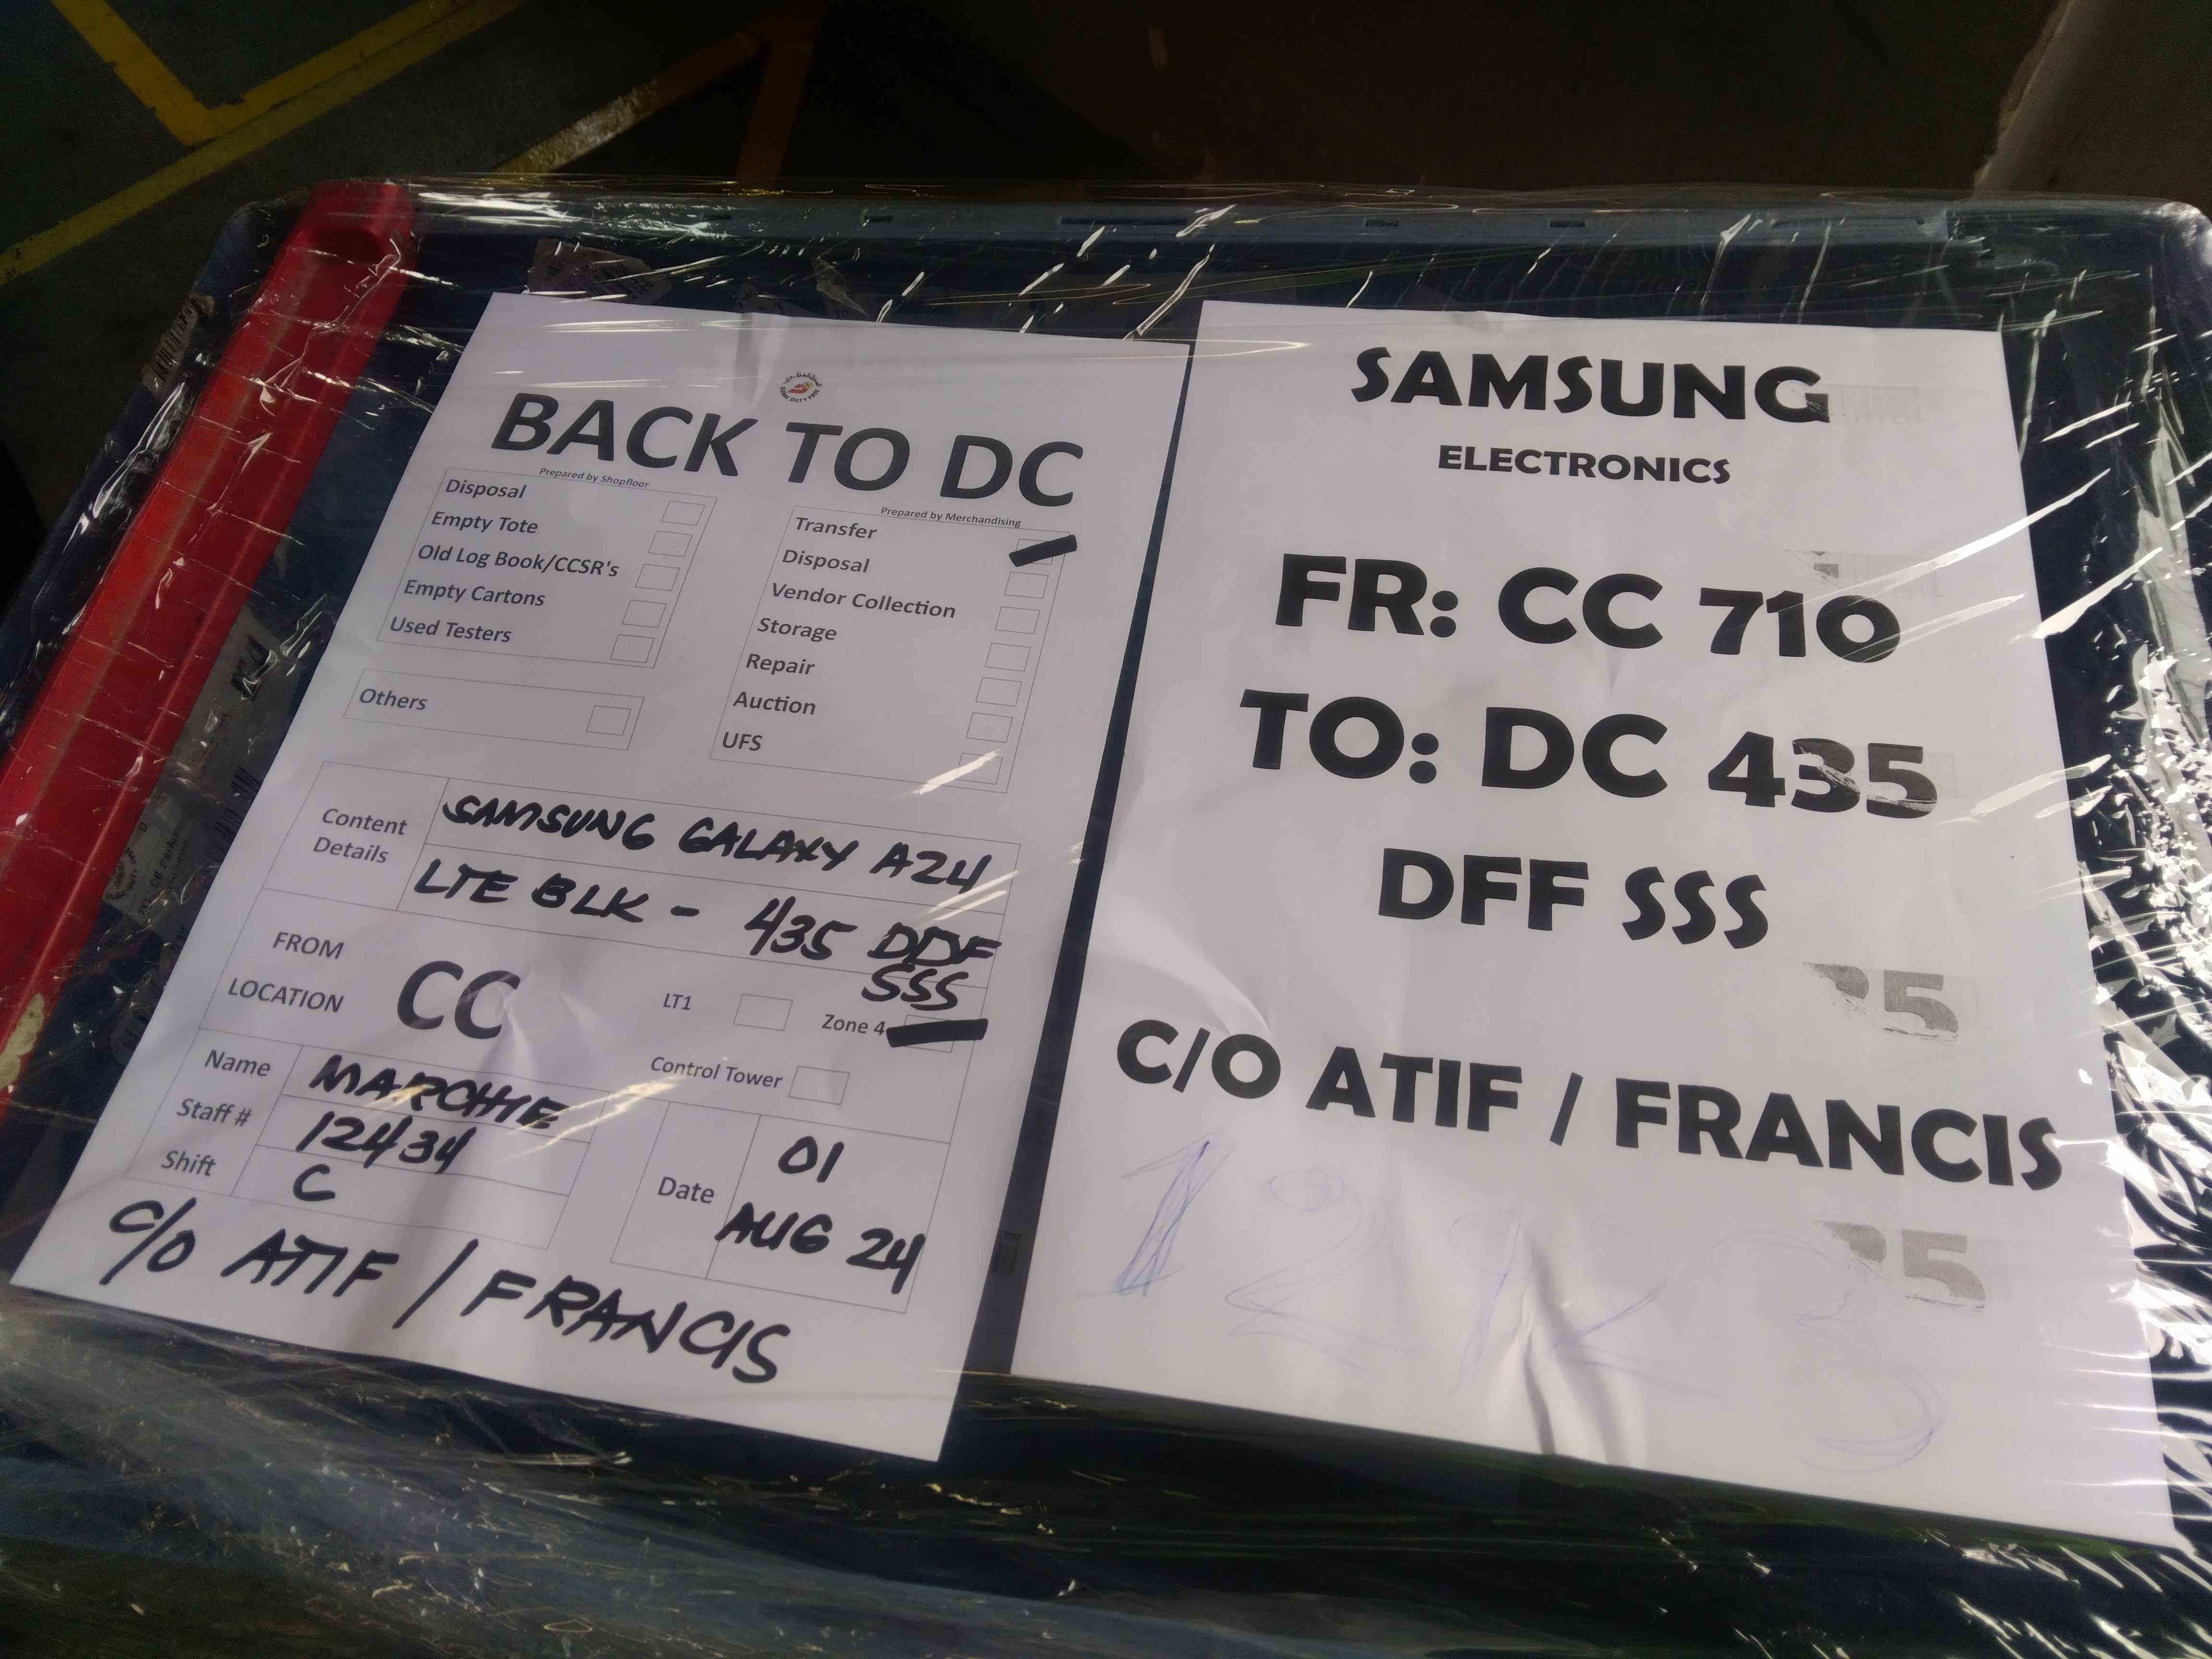 BACK TO DC
Prepared by Shopfloor
Disposal
Empty Tote
Old Log Book/CCSR's
Empty Cartons
Used Testers
Others
Prepared by Merchandising
Transfer
Disposal
Vendor Collection
Storage
Repair
Auction
UFS
Content Details
SAMSUNG GALAXY A24
LTE BLK - 435 DDF
SSS
FROM
LOCATION
CC
LT1
Zone 4
Control Tower
Name MARCHIE
Staff # 12434
Shift C
Date
01
AUG 24
C/O ATIF / FRANCIS
SAMSUNG
ELECTRONICS
FR: CC 710
TO: DC 435
DFF SSS
35
C/O ATIF / FRANCIS
35